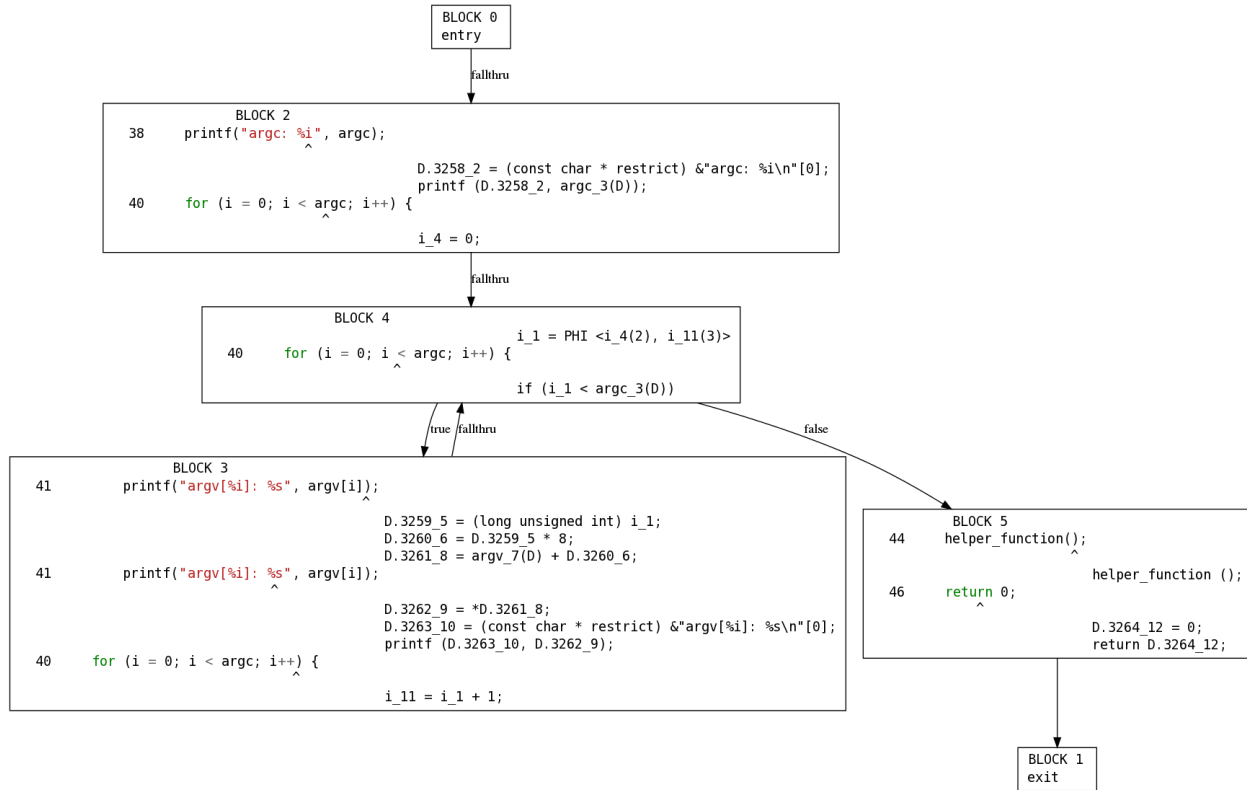 BLOCK 0
entry
fallthru
BLOCK 2
38 printf("argc: %i", argc);
^
D.3258_2 = (const char * restrict) &"argc: %i\n"[0];
printf (D.3258_2, argc_3(D));
40 for (i = 0; i < argc; i++) {
^
i_4 = 0;
fallthru
BLOCK 4
i_1 = PHI <i_4(2), i_11(3)>
40 for (i = 0; i < argc; i++) {
^
if (i_1 < argc_3(D))
true
fallthru
false
BLOCK 3
41 printf("argv[%i]: %s", argv[i]);
^
D.3259_5 = (long unsigned int) i_1;
D.3260_6 = D.3259_5 * 8;
D.3261_8 = argv_7(D) + D.3260_6;
41 printf("argv[%i]: %s", argv[i]);
^
D.3262_9 = *D.3261_8;
D.3263_10 = (const char * restrict) &"argv[%i]: %s\n"[0];
printf (D.3263_10, D.3262_9);
40 for (i = 0; i < argc; i++) {
^
i_11 = i_1 + 1;
BLOCK 5
44 helper_function();
^
helper_function ();
46 return 0;
^
D.3264_12 = 0;
return D.3264_12;
BLOCK 1
exit